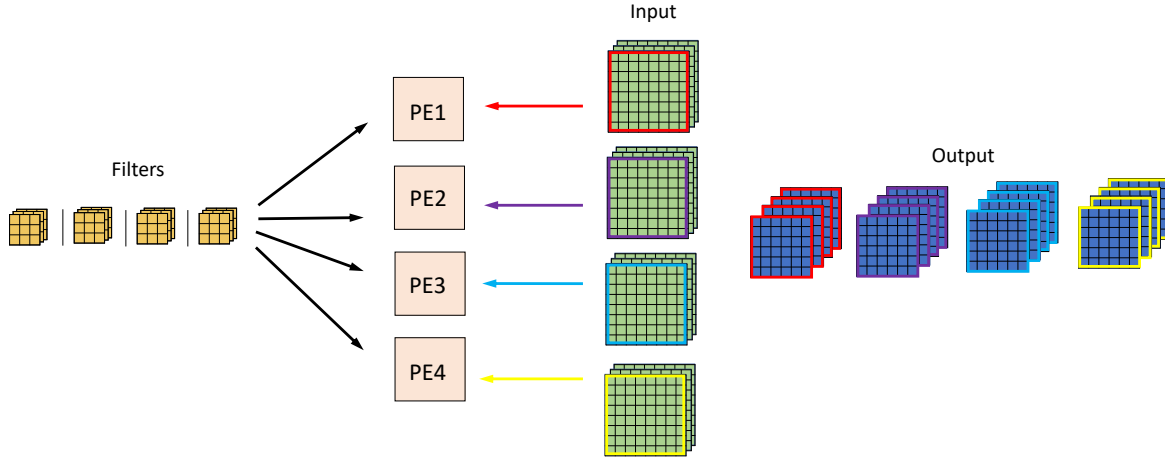 Input
PE1
Filters
PE2
Output
PE3
PE4